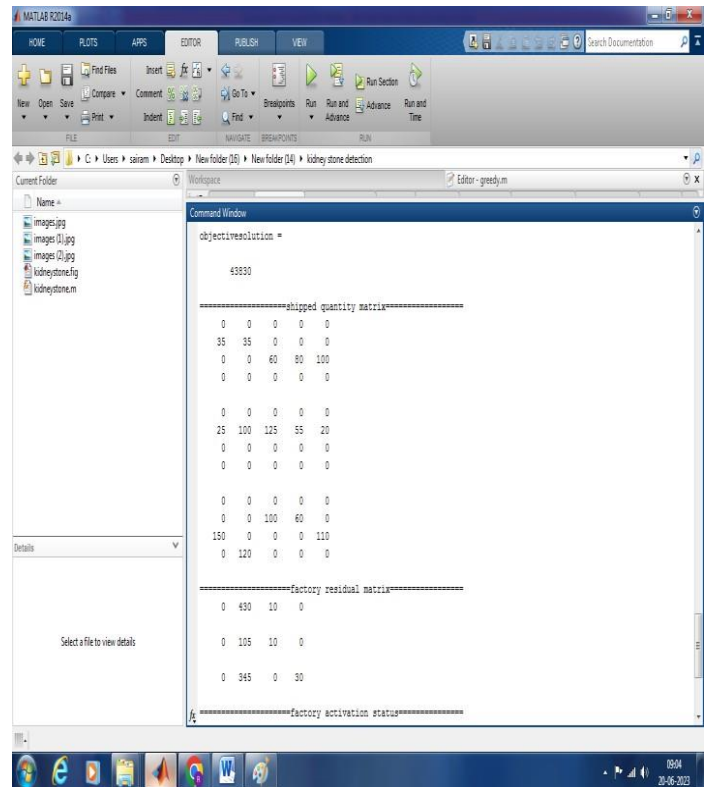 MATLAB R2014a
HOME PLOTS APPS EDITOR PUBLISH VIEW Search Documentation
New Open Save Find Files Compare Print Insert Comment Indent fx Go To Find Breakpoints Run Run and Advance Run Section Advance Run and Time
FILE EDIT NAVIGATE BREAKPOINTS RUN
C: Users sairam Desktop New folder (16) New folder (14) kidney stone detection
Current Folder Workspace Editor - greedy.m
Name
images.jpg
images (1).jpg
images (2).jpg
kidneystone.fig
kidneystone.m
Details
Select a file to view details
Command Window
objectivesolution =
43830
====================shipped quantity matrix==================
0 0 0 0 0
35 35 0 0 0
0 0 60 80 100
0 0 0 0 0
0 0 0 0 0
25 100 125 55 20
0 0 0 0 0
0 0 0 0 0
0 0 0 0 0
0 0 100 60 0
150 0 0 0 110
0 120 0 0 0
=====================factory residual matrix=================
0 430 10 0
0 105 10 0
0 345 0 30
fx =====================factory activation status===============
09:04
20-06-2023